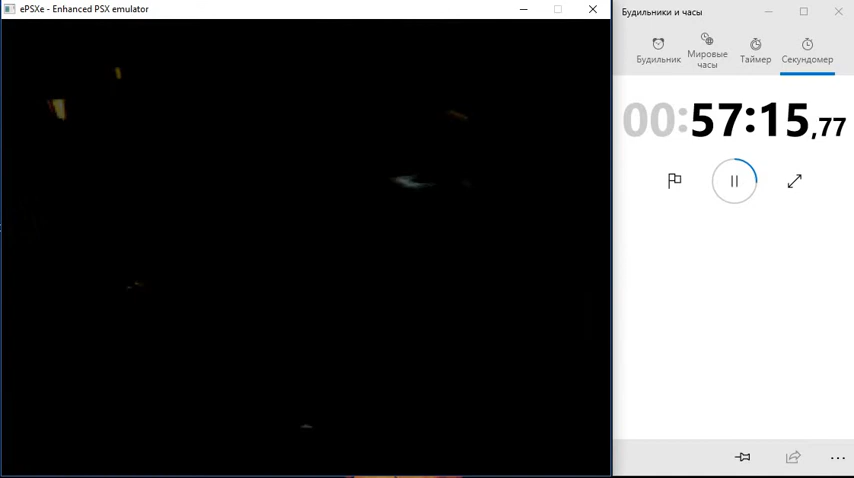 ePSXe - Enhanced PSX emulator
Будильники и часы
Будильник
Мировые
часы
Таймер
Секундомер
00:57:15,77